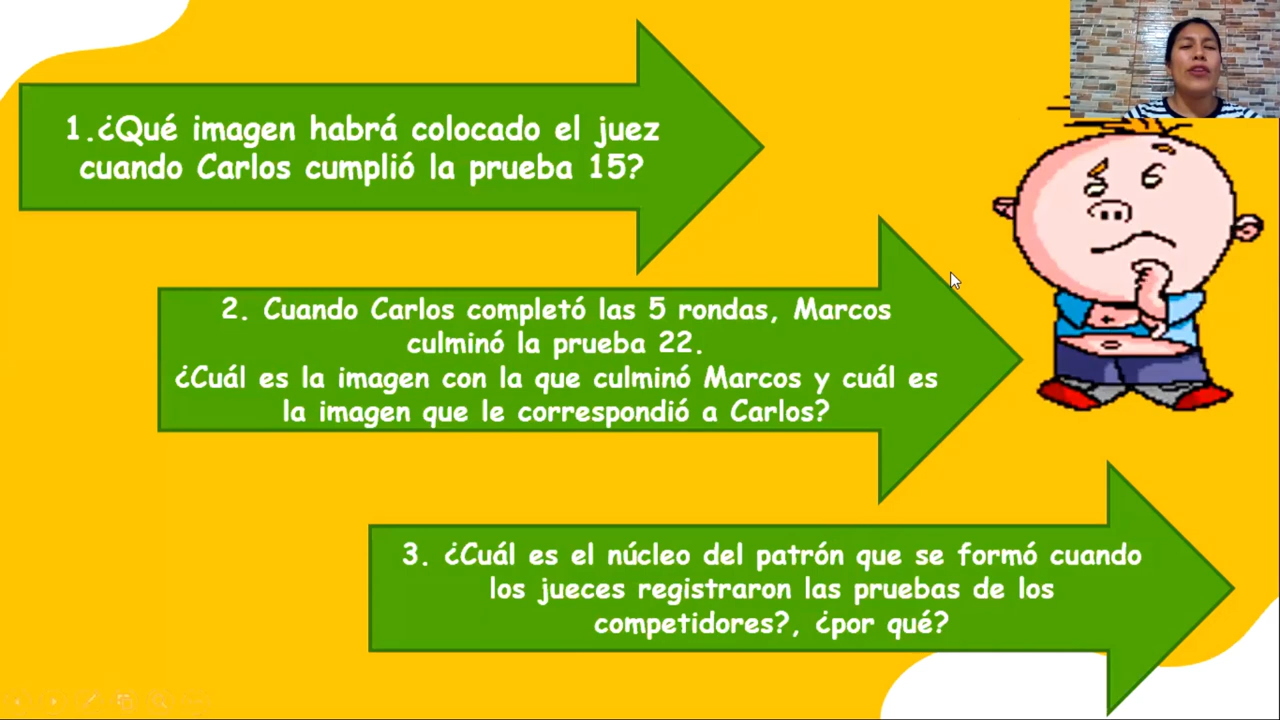 1.¿Qué imagen habrá colocado el juez
cuando Carlos cumplió la prueba 15?
2. Cuando Carlos completó las 5 rondas, Marcos
culminó la prueba 22.
¿Cuál es la imagen con la que culminó Marcos y cuál es
la imagen que le correspondió a Carlos?
3. ¿Cuál es el núcleo del patrón que se formó cuando
los jueces registraron las pruebas de los
competidores?, ¿por qué?